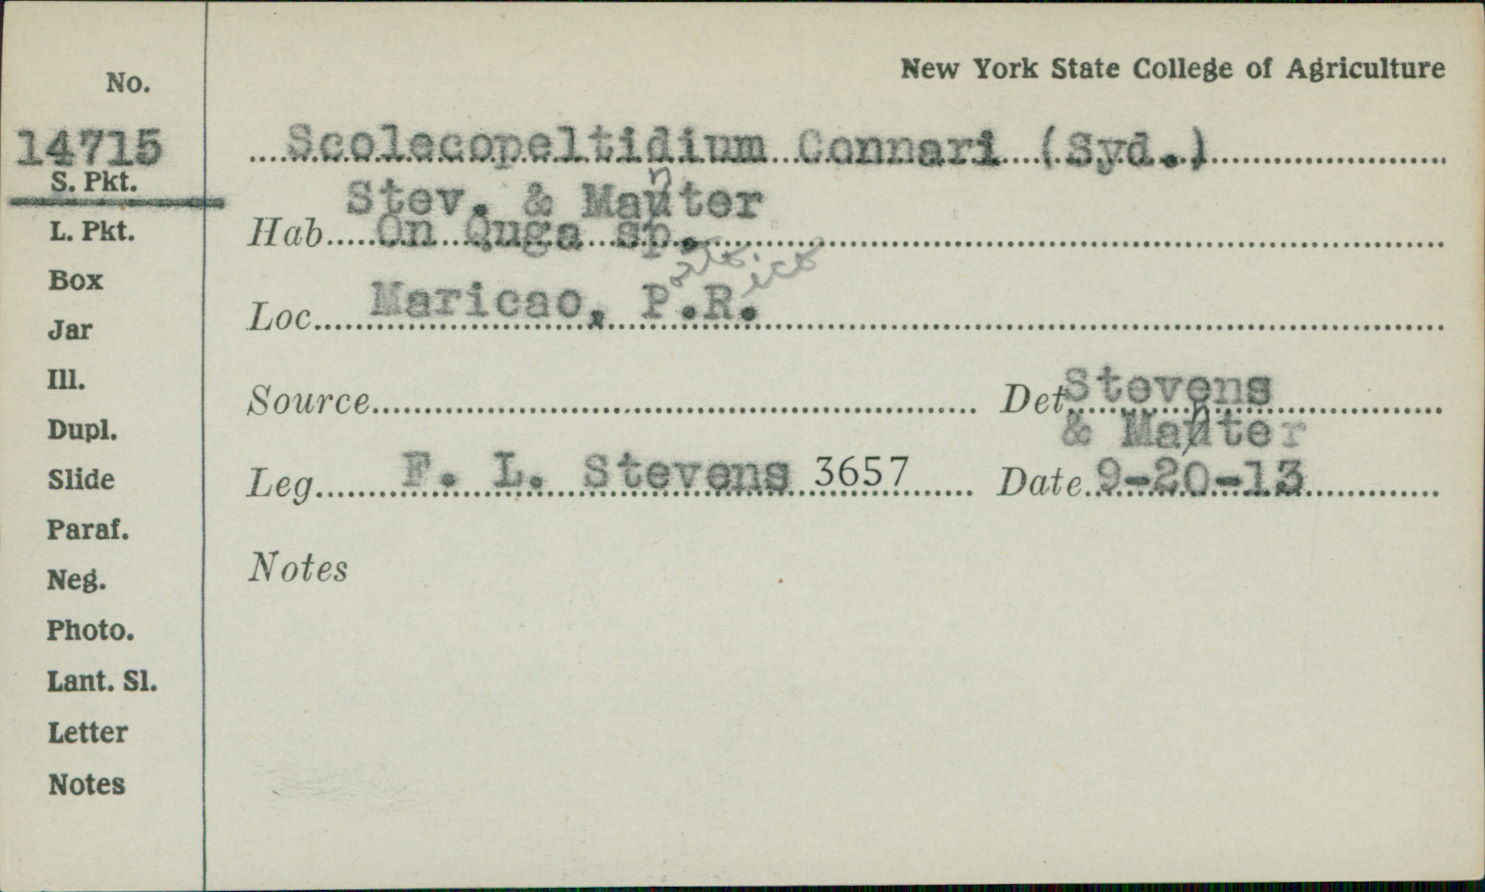 New York State College of Agriculture
No.
14715
Scolecopeltidium Connari (Syd.)
S. Pkt.
Stev. & Manter
L. Pkt.
Hab. On Quga sp.
Box
Loc. Maricao, P.R.
orto ico
Jar
Ill.
Source
Det. Stevens
& Manter
Dupl.
Slide
Leg. F. L. Stevens 3657
Date 9-20-13
Paraf.
Notes
Neg.
Photo.
Lant. Sl.
Letter
Notes